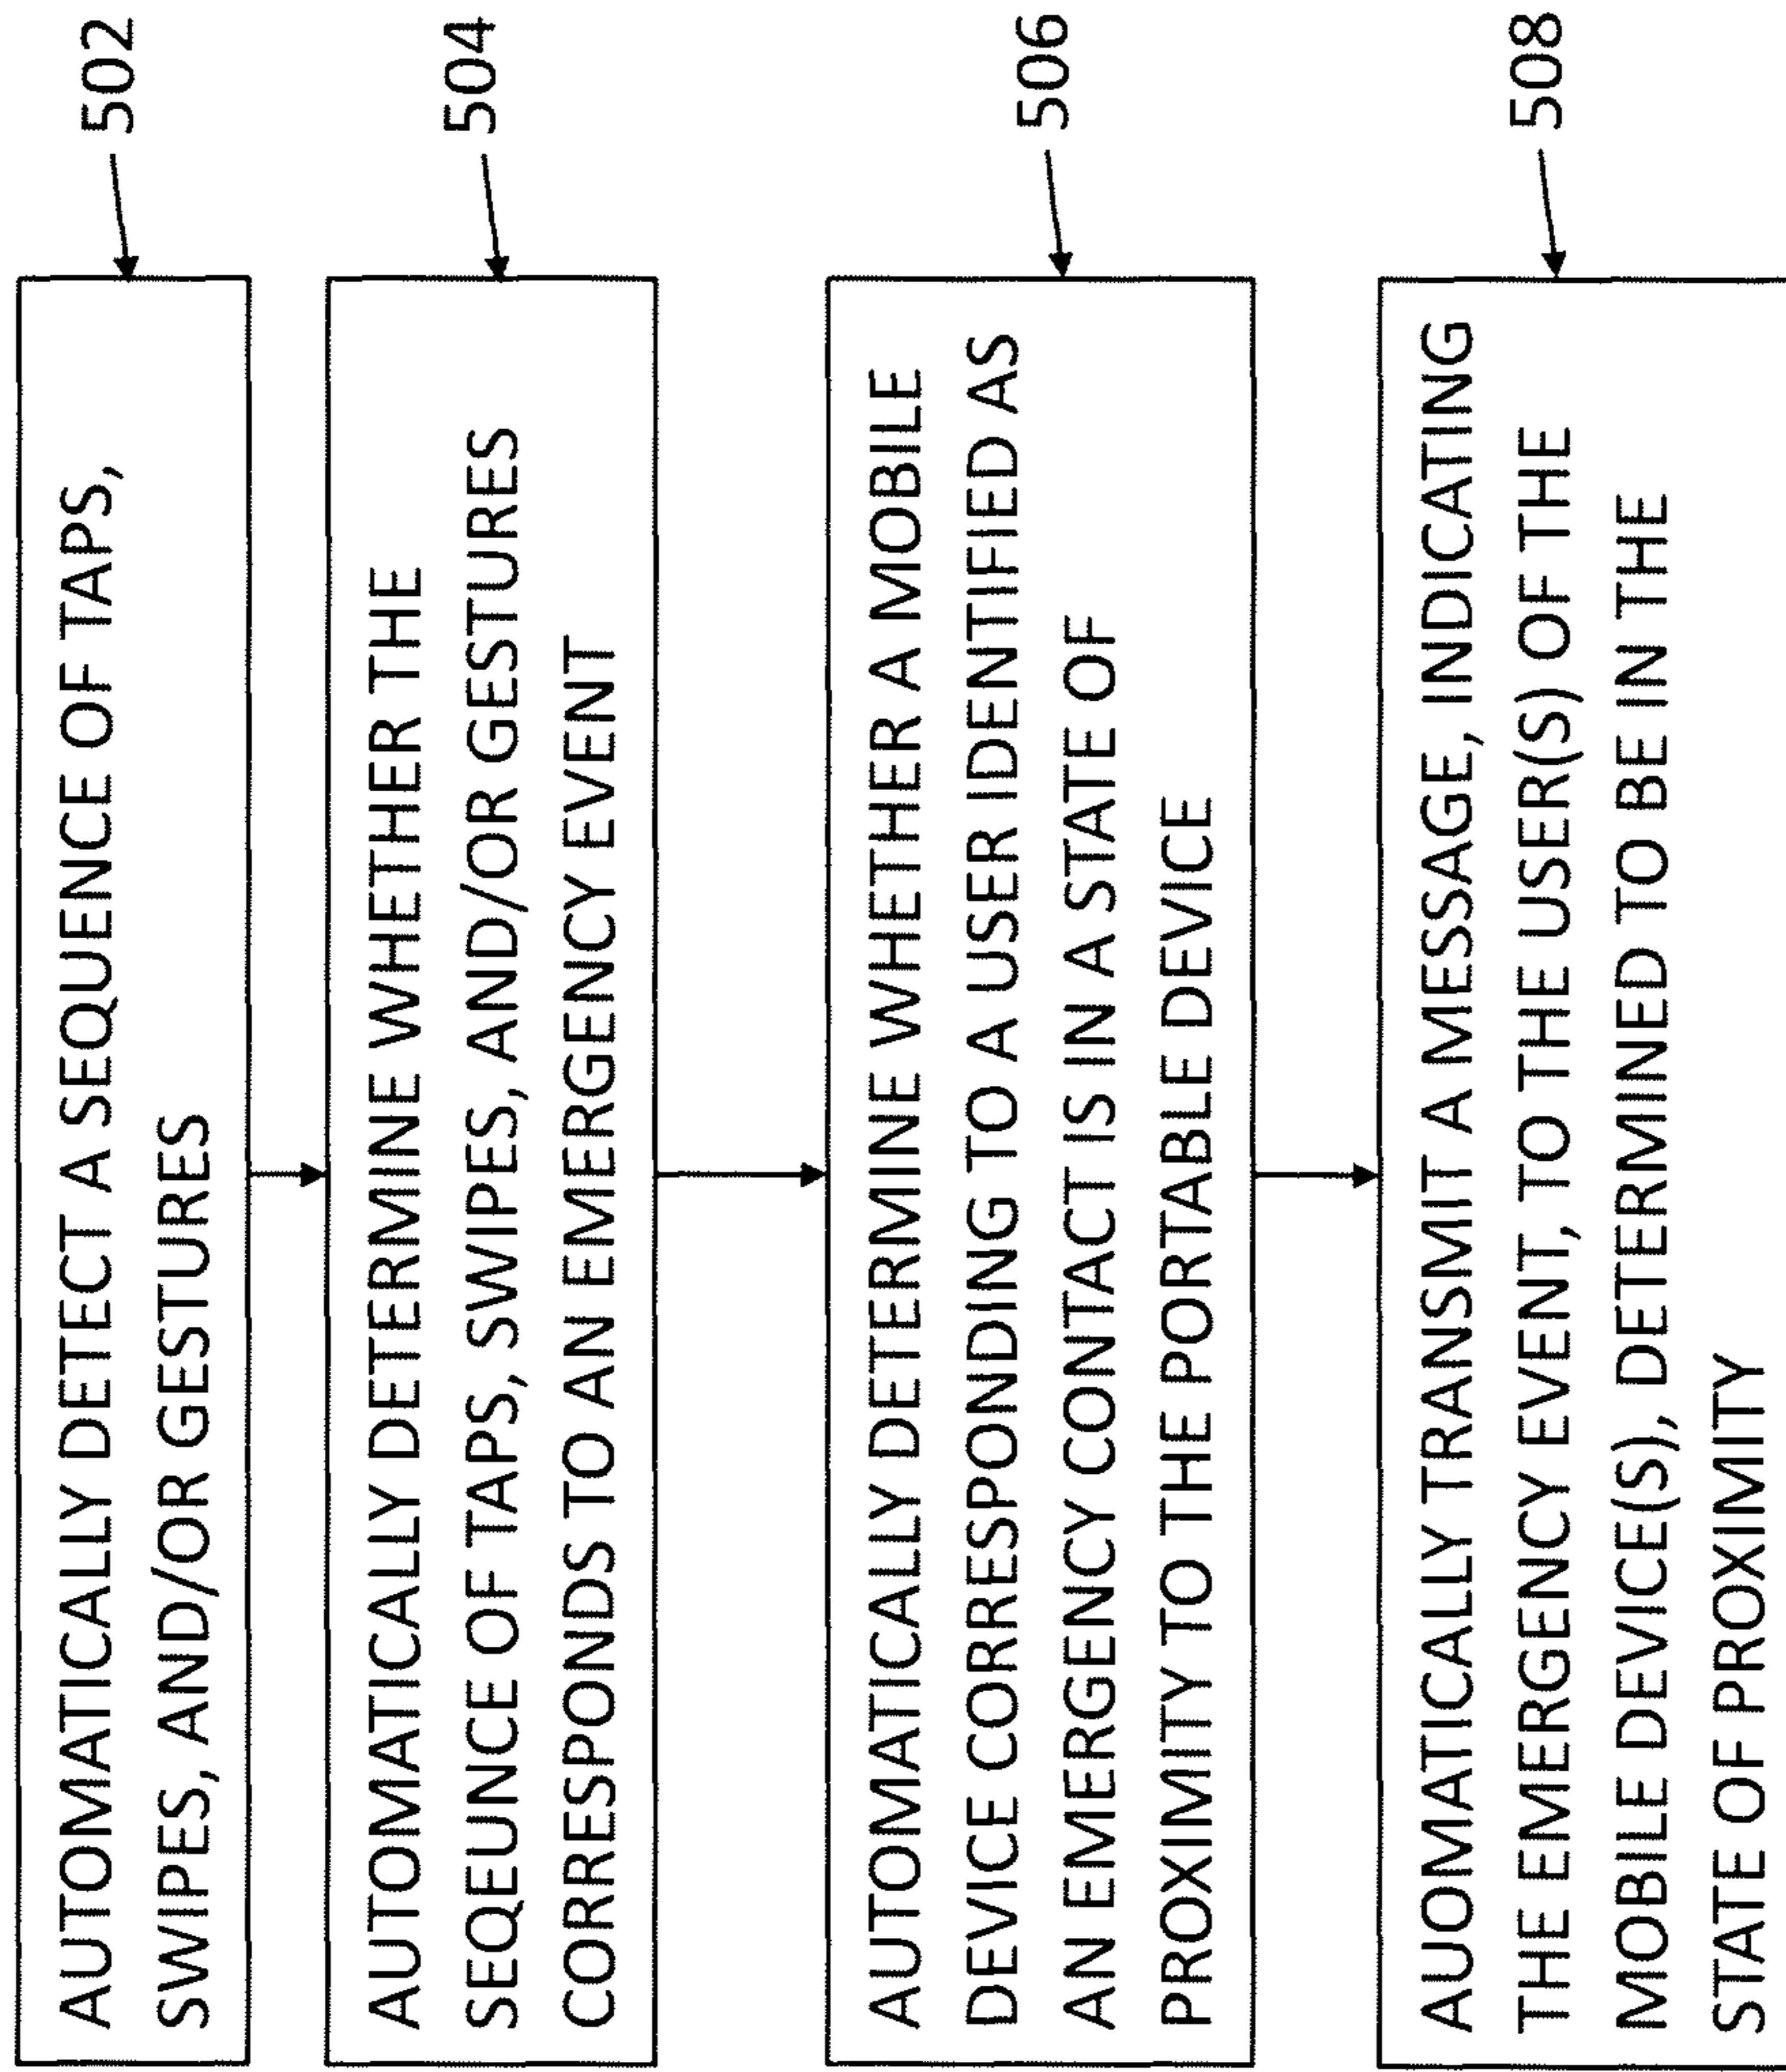 AUTOMATICALLY DETECT A SEQUENCE OF TAPS,
SWIPES, AND/OR GESTURES
502
AUTOMATICALLY DETERMINE WHETHER THE
SEQEUNCE OF TAPS, SWIPES, AND/OR GESTURES
CORRESPONDS TO AN EMERGENCY EVENT
504
AUTOMATICALLY DETERMINE WHETHER A MOBILE
DEVICE CORRESPONDING TO A USER IDENTIFIED AS
AN EMERGENCY CONTACT IS IN A STATE OF
PROXIMITY TO THE PORTABLE DEVICE
506
AUOMATICALLY TRANSMIT A MESSAGE, INDICATING
THE EMERGENCY EVENT, TO THE USER(S) OF THE
MOBILE DEVICE(S), DETERMINED TO BE IN THE
STATE OF PROXIMITY
508